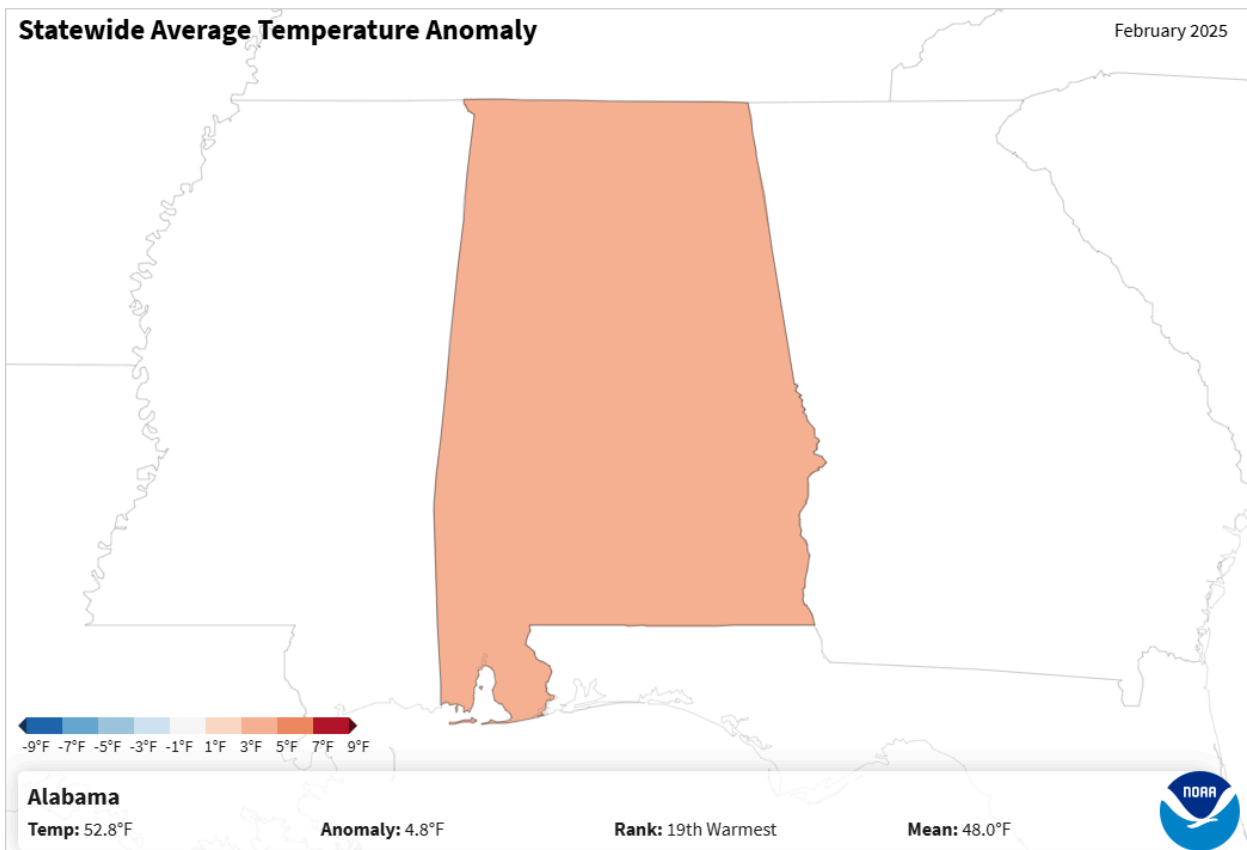 Statewide Average Temperature Anomaly
February 2025
-9°F -7°F -5°F -3°F -1°F 1°F 3°F 5°F 7°F 9°F
Alabama
Temp: 52.8°F Anomaly: 4.8°F Rank: 19th Warmest Mean: 48.0°F
NOAA